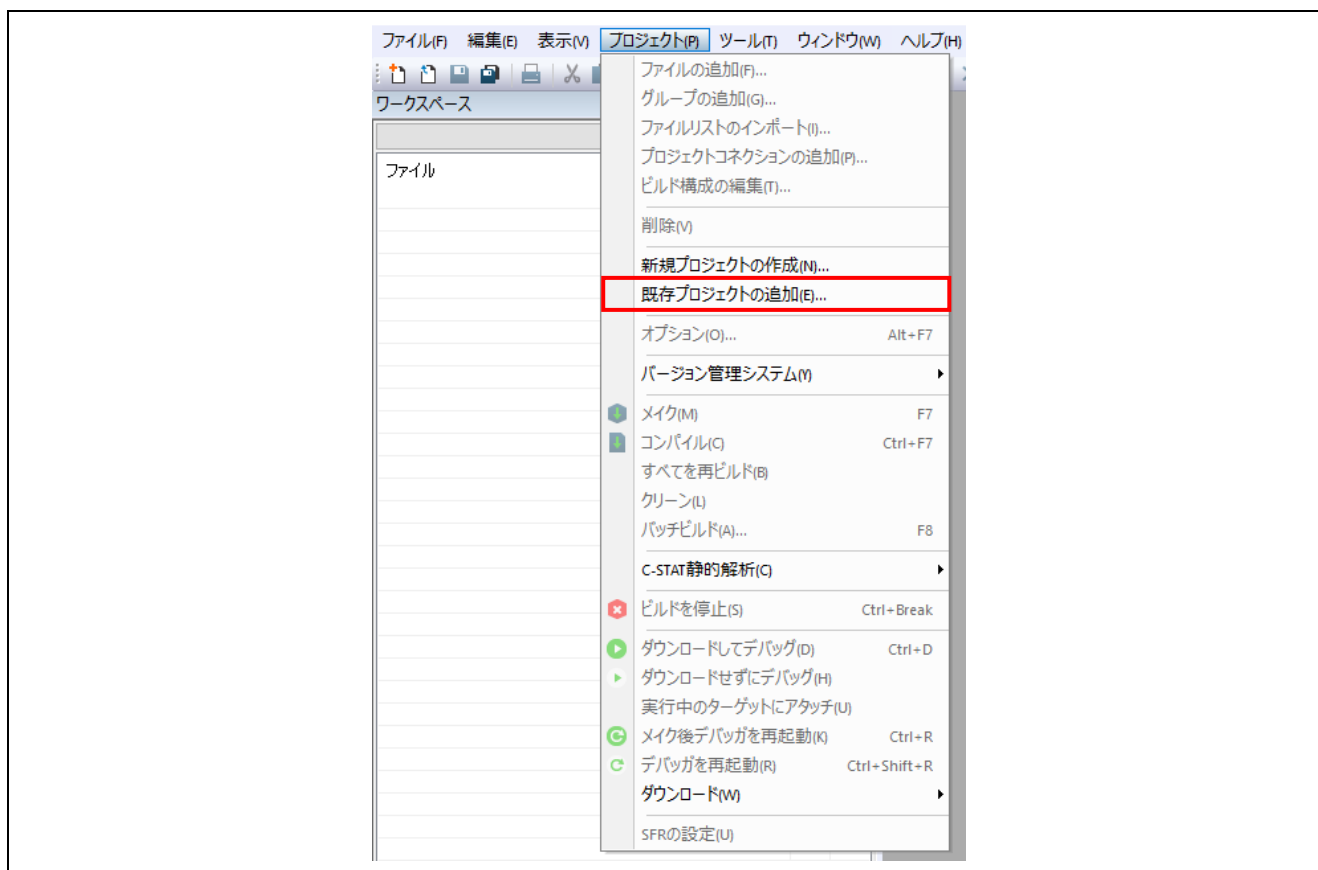 ファイル(F) 編集(E) 表示(V) プロジェクト(P) ツール(T) ウィンドウ(W) ヘルプ(H)
ワークスペース
ファイル
ファイルの追加(F)...
グループの追加(G)...
ファイルリストのインポート(I)...
プロジェクトコネクションの追加(P)...
ビルド構成の編集(T)...
削除(V)
新規プロジェクトの作成(N)...
既存プロジェクトの追加(E)...
オプション(O)... Alt+F7
バージョン管理システム(Y)
メイク(M) F7
コンパイル(C) Ctrl+F7
すべてを再ビルド(B)
クリーン(L)
バッチビルド(A)... F8
C-STAT静的解析(C)
ビルドを停止(S) Ctrl+Break
ダウンロードしてデバッグ(D) Ctrl+D
ダウンロードせずにデバッグ(H)
実行中のターゲットにアタッチ(U)
メイク後デバッガを再起動(K) Ctrl+R
デバッガを再起動(R) Ctrl+Shift+R
ダウンロード(W)
SFRの設定(U)